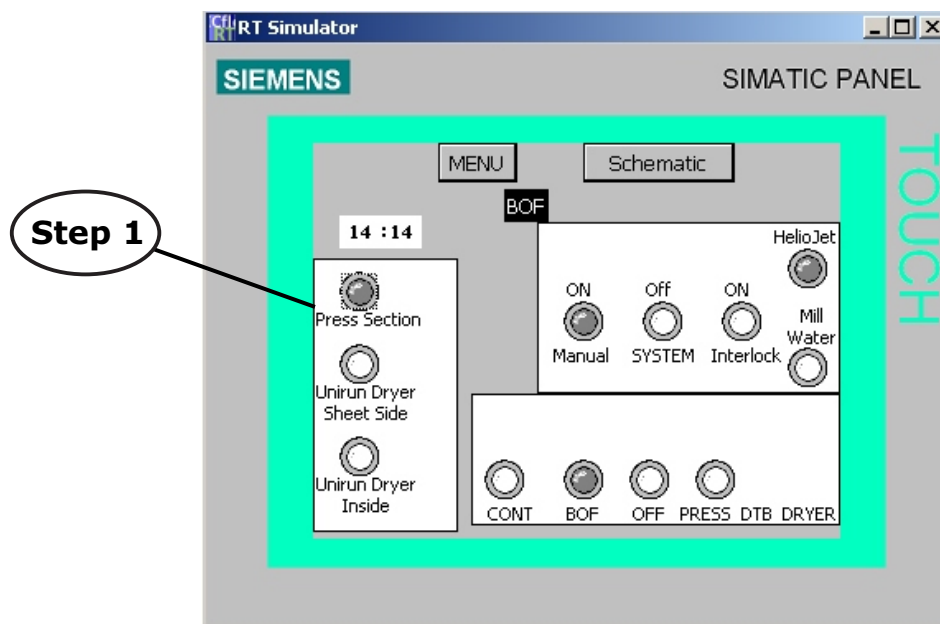 RT Simulator
SIEMENS
SIMATIC PANEL
TOUCH
MENU
Schematic
BOF
Step 1
14 :14
Press Section
Unirun Dryer
Sheet Side
Unirun Dryer
Inside
HelioJet
ON
Off
ON
Manual
SYSTEM
Interlock
Mill
Water
CONT
BOF
OFF
PRESS DTB DRYER